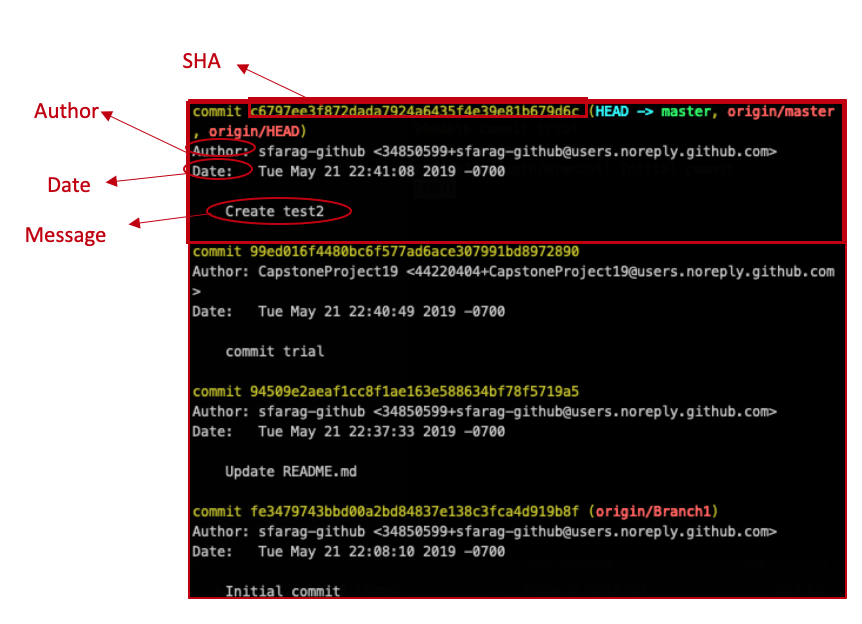 SHA
Author
Date
Message
commit c6797ee3f872dada7924a6435f4e39e81b679d6c (HEAD -> master, origin/master
, origin/HEAD)
Author: sfarag-github <34850599+sfarag-github@users.noreply.github.com>
Date:   Tue May 21 22:41:08 2019 -0700
Create test2
commit 99ed016f4480bc6f577ad6ace307991bd8972890
Author: CapstoneProject19 <44220404+CapstoneProject19@users.noreply.github.com
>
Date:   Tue May 21 22:40:49 2019 -0700
commit trial
commit 94509e2aeaf1cc8f1ae163e588634bf78f5719a5
Author: sfarag-github <34850599+sfarag-github@users.noreply.github.com>
Date:   Tue May 21 22:37:33 2019 -0700
Update README.md
commit fe3479743bbd00a2bd84837e138c3fca4d919b8f (origin/Branch1)
Author: sfarag-github <34850599+sfarag-github@users.noreply.github.com>
Date:   Tue May 21 22:08:10 2019 -0700
Initial commit